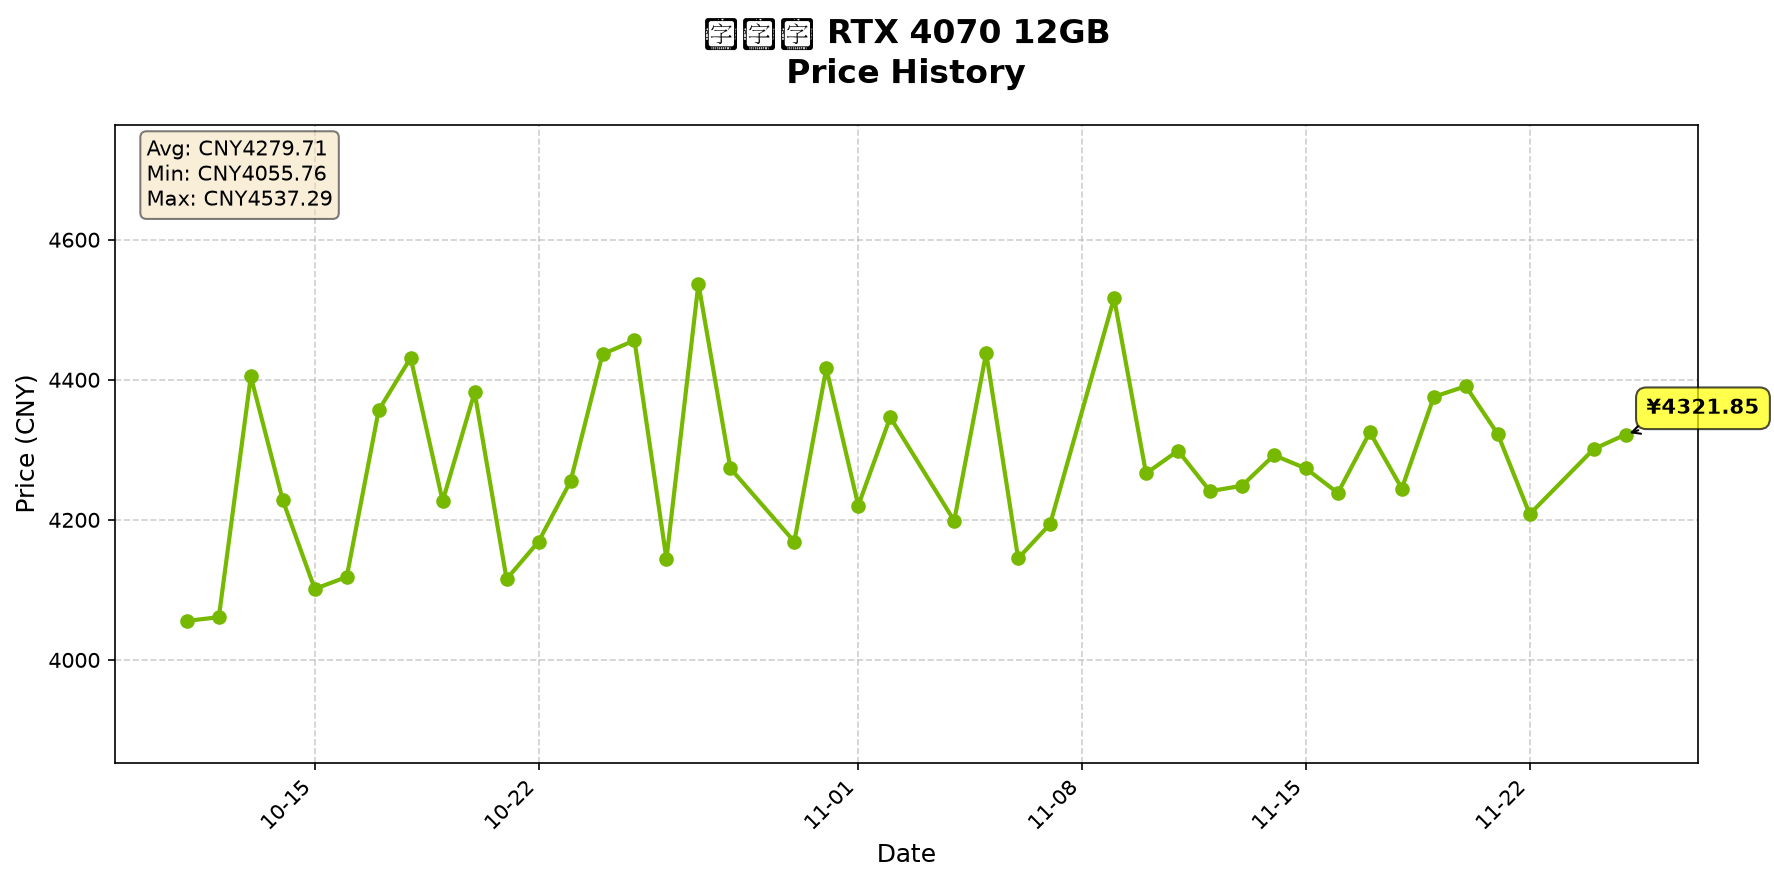 RTX 4070 12GB
Price History
Avg: CNY4279.71
Min: CNY4055.76
Max: CNY4537.29
4600
4400
4200
4000
Price (CNY)
¥4321.85
10-15
10-22
11-01
11-08
11-15
11-22
Date